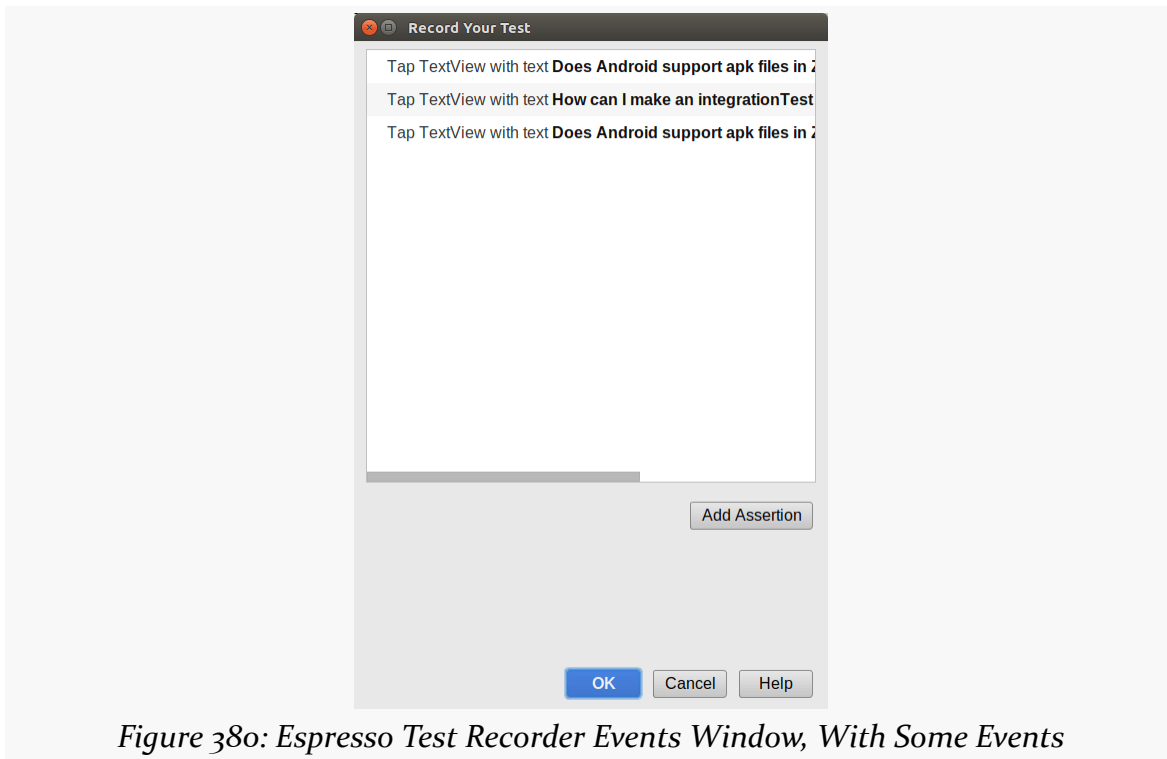 Record Your Test
Tap TextView with text Does Android support apk files in
Tap TextView with text How can I make an integrationTest
Tap TextView with text Does Android support apk files in
Add Assertion
OK
Cancel
Help
Figure 380: Espresso Test Recorder Events Window, With Some Events